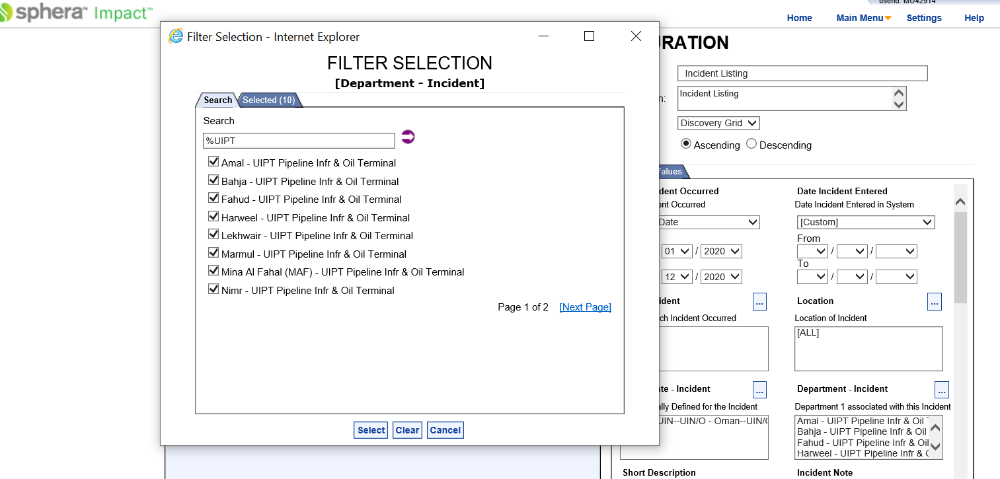 sphera™ Impact™
userid: MU42914
Home Main Menu Settings Help
Filter Selection - Internet Explorer
FILTER SELECTION
[Department - Incident]
Search Selected (10)
Search
%UIPT
Amal - UIPT Pipeline Infr & Oil Terminal
Bahja - UIPT Pipeline Infr & Oil Terminal
Fahud - UIPT Pipeline Infr & Oil Terminal
Harweel - UIPT Pipeline Infr & Oil Terminal
Lekhwair - UIPT Pipeline Infr & Oil Terminal
Marmul - UIPT Pipeline Infr & Oil Terminal
Mina Al Fahal (MAF) - UIPT Pipeline Infr & Oil Terminal
Nimr - UIPT Pipeline Infr & Oil Terminal
Page 1 of 2 [Next Page]
Select Clear Cancel
URATION
Incident Listing
n:
Incident Listing
Discovery Grid
Ascending Descending
Values
dent Occurred
ent Occurred
Date
01 / 2020
12 / 2020
Date Incident Entered
Date Incident Entered in System
[Custom]
From
/ /
To
/ /
ident ...
ch Incident Occurred
Location ...
Location of Incident
[ALL]
te - Incident ...
ally Defined for the Incident
UIN--UIN/O - Oman--UIN/O
Department - Incident ...
Department 1 associated with this Incident
Amal - UIPT Pipeline Infr & Oil
Bahja - UIPT Pipeline Infr & Oil
Fahud - UIPT Pipeline Infr & Oil
Harweel - UIPT Pipeline Infr &
Short Description
Incident Note